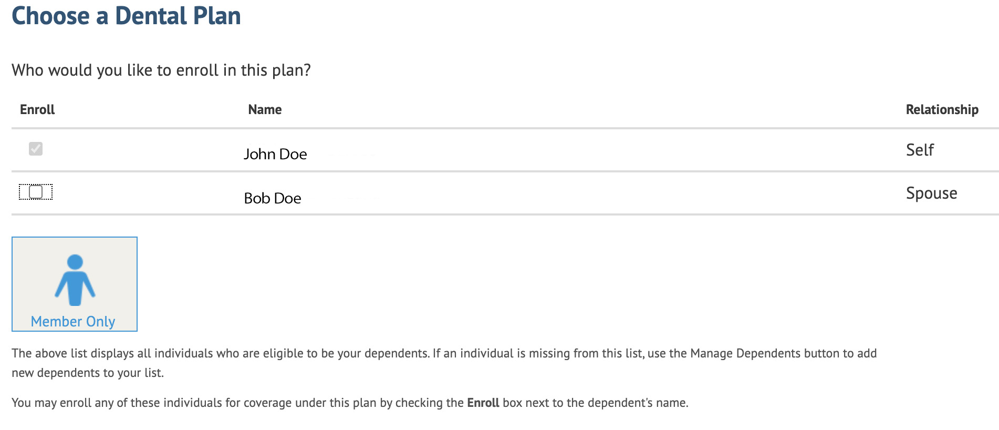 Choose a Dental Plan
Who would you like to enroll in this plan?
Enroll Name Relationship
John Doe Self
Bob Doe Spouse
Member Only
The above list displays all individuals who are eligible to be your dependents. If an individual is missing from this list, use the Manage Dependents button to add
new dependents to your list.
You may enroll any of these individuals for coverage under this plan by checking the Enroll box next to the dependent's name.